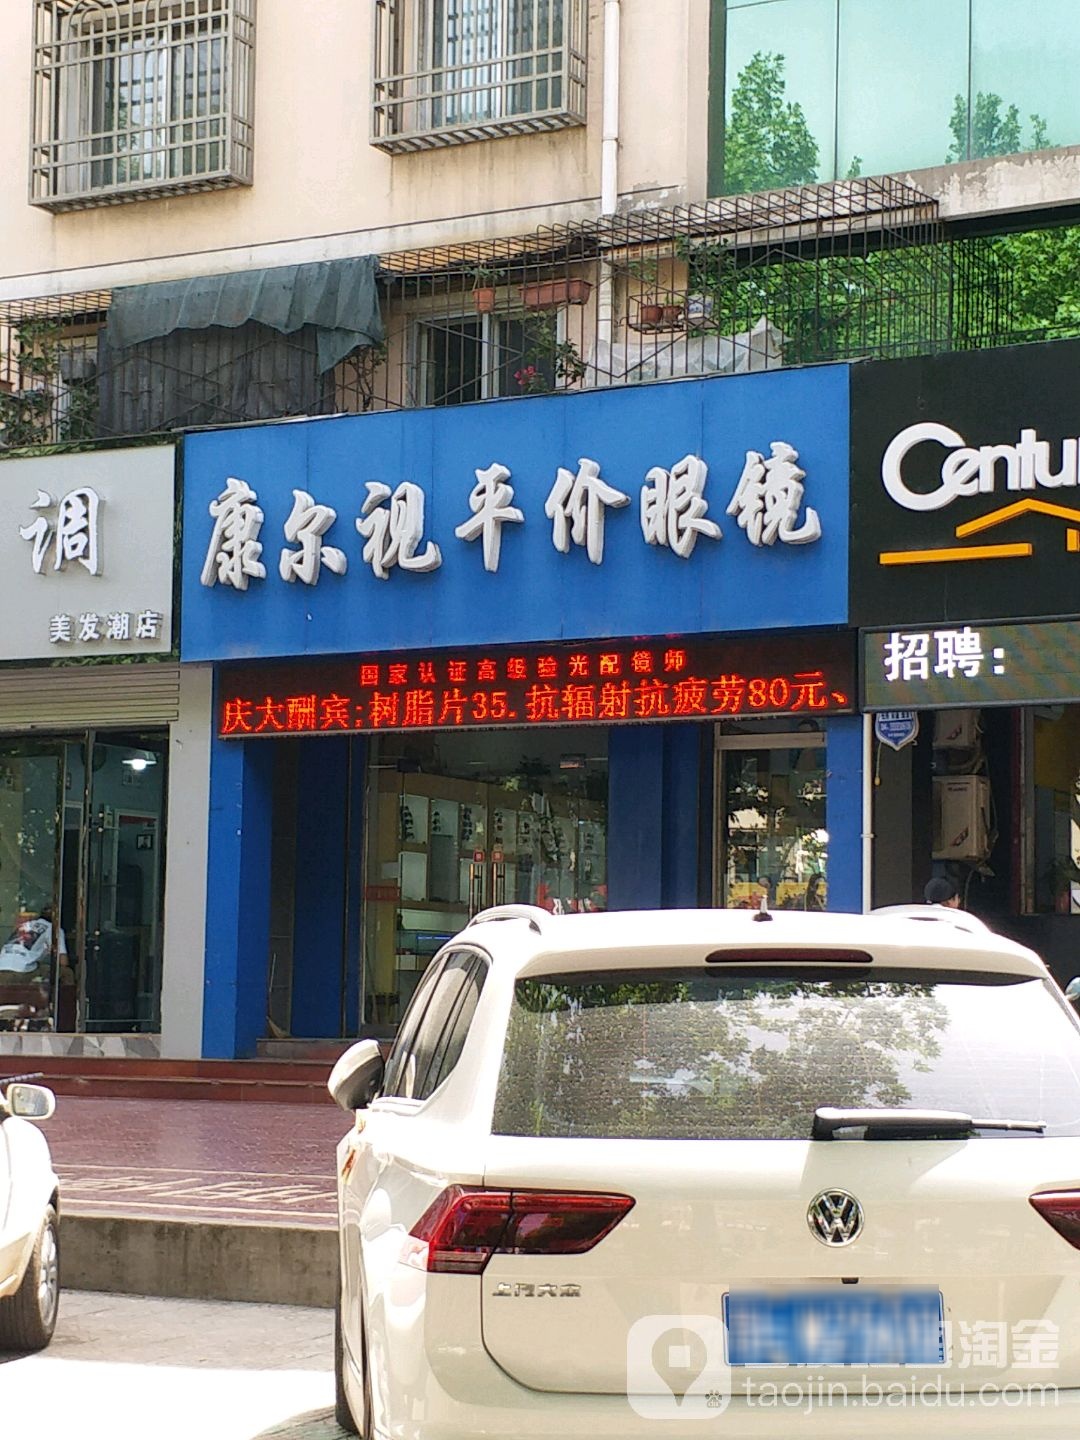 调
美发潮店
康尔视平价眼镜
国家认证高级验光配镜师
庆大酬宾;树脂片35.抗辐射抗疲劳80元、
Centu
招聘:
上汽大众
淘金
taojin.baidu.com